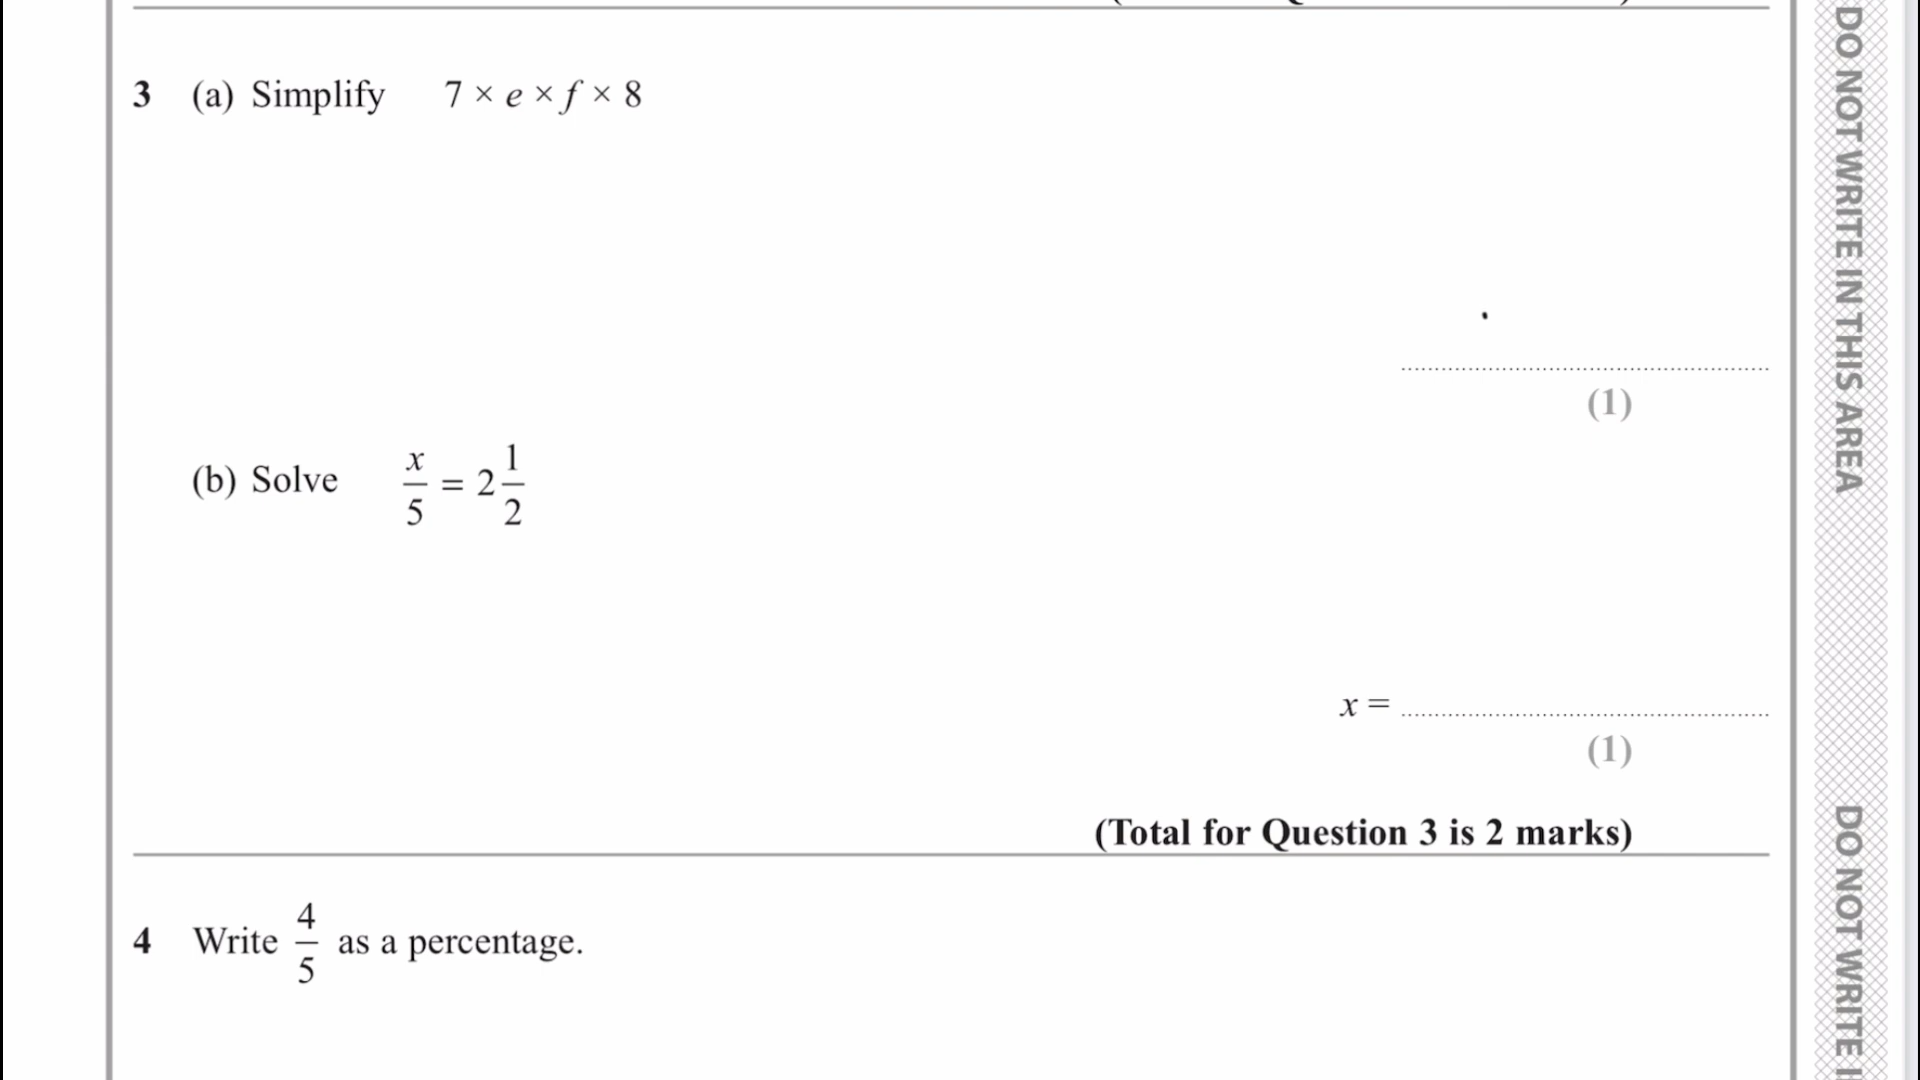 3 (a) Simplify 7 × e × f × 8
(1)
(b) Solve x/5 = 2 1/2
x =
(1)
(Total for Question 3 is 2 marks)
4 Write 4/5 as a percentage.
DO NOT WRITE IN THIS AREA
DO NOT WRITE